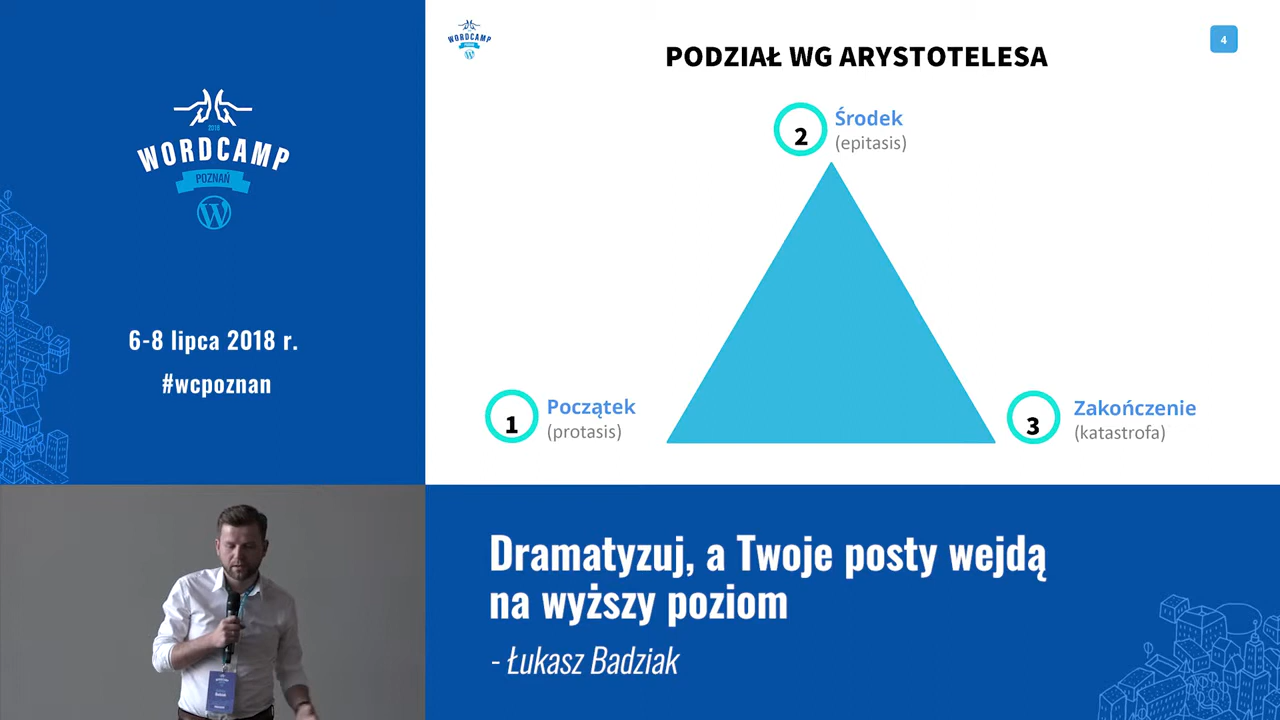 2018
WORDCAMP
POZNAŃ
6-8 lipca 2018 r.
#wcpoznan
WORDCAMP
PODZIAŁ WG ARYSTOTELESA
4
2
Środek
(epitasis)
1
Początek
(protasis)
3
Zakończenie
(katastrofa)
Dramatyzuj, a Twoje posty wejdą
na wyższy poziom
- Łukasz Badziak
WORDCAMP